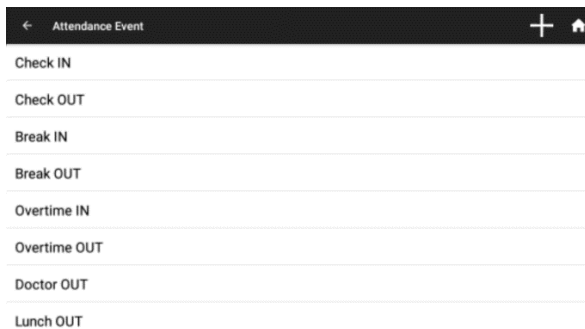 Attendance Event
Check IN
Check OUT
Break IN
Break OUT
Overtime IN
Overtime OUT
Doctor OUT
Lunch OUT